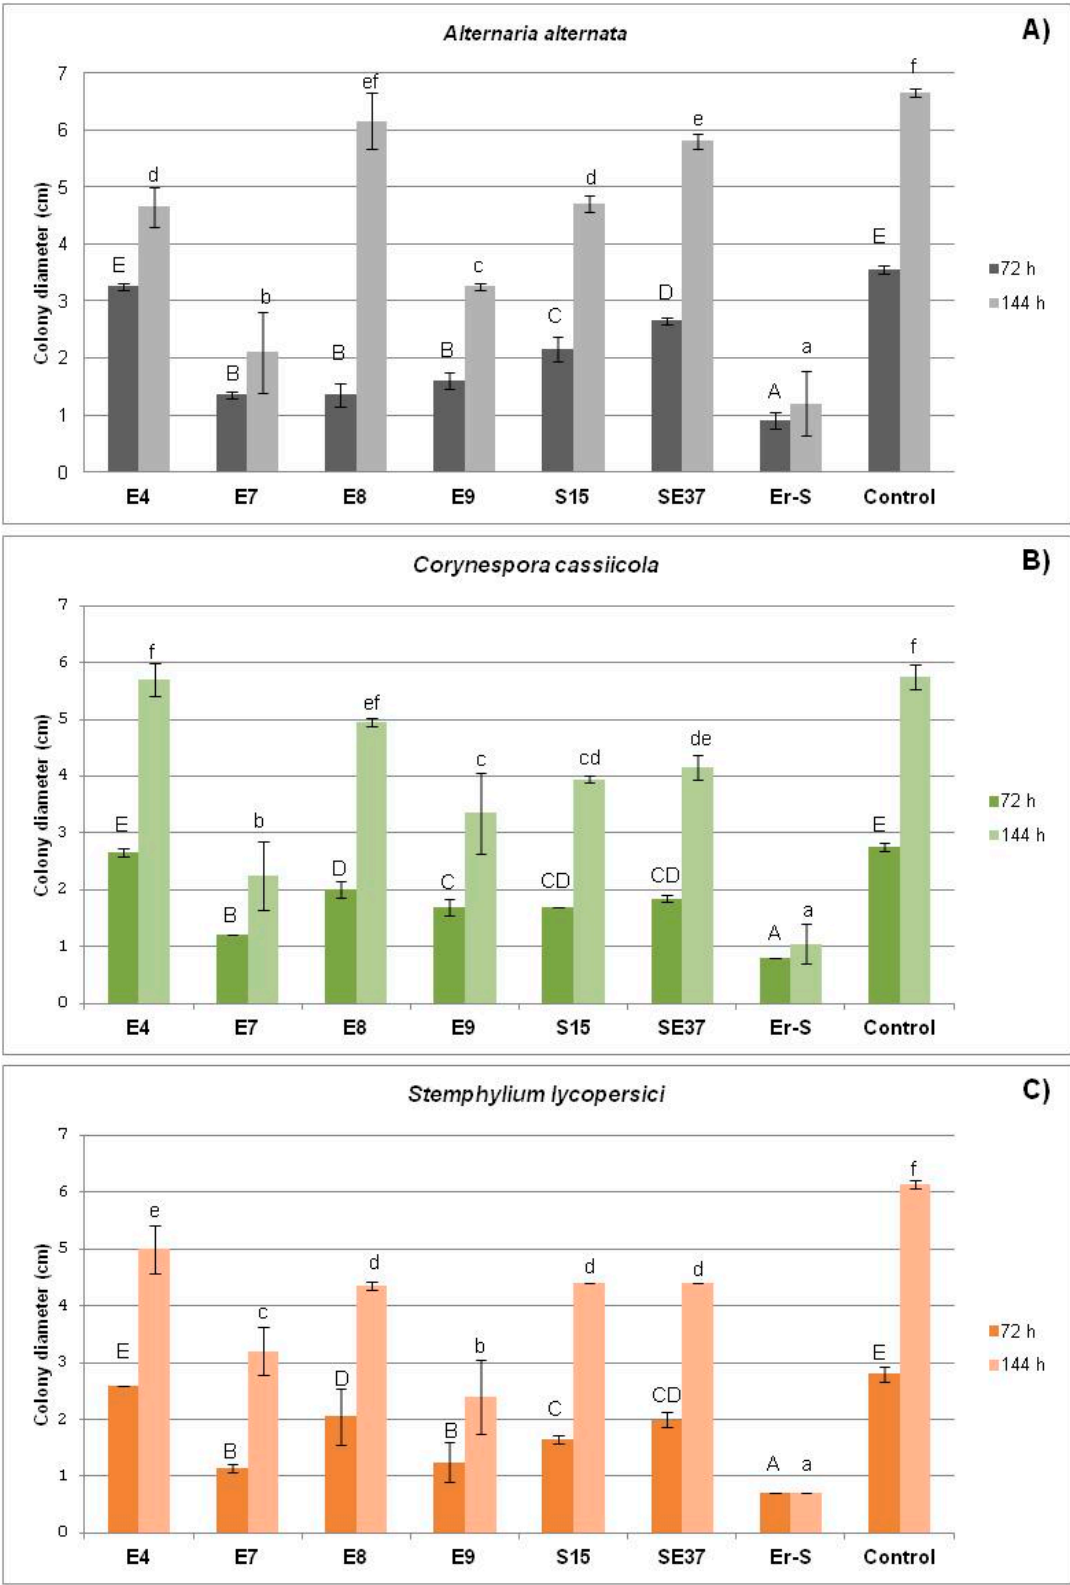 Alternaria alternata
A)
Colony diameter (cm)
7
6
5
4
3
2
1
0
E d
B b
B ef
B c
C d
D e
A a
E f
E4 E7 E8 E9 S15 SE37 Er-S Control
72 h
144 h
Corynespora cassiicola
B)
Colony diameter (cm)
7
6
5
4
3
2
1
0
E f
B b
D ef
C c
CD cd
CD de
A a
E f
E4 E7 E8 E9 S15 SE37 Er-S Control
72 h
144 h
Stemphylium lycopersici
C)
Colony diameter (cm)
7
6
5
4
3
2
1
0
E e
B c
D d
B b
C d
CD d
A a
E f
E4 E7 E8 E9 S15 SE37 Er-S Control
72 h
144 h